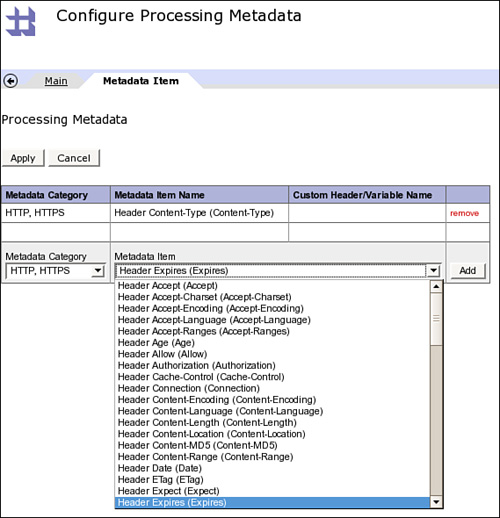 Configure Processing Metadata
Main Metadata Item
Processing Metadata
Apply Cancel
Metadata Category Metadata Item Name Custom Header/Variable Name
HTTP, HTTPS Header Content-Type (Content-Type) remove
Metadata Category Metadata Item
HTTP, HTTPS Header Expires (Expires) Add
Header Accept (Accept)
Header Accept-Charset (Accept-Charset)
Header Accept-Encoding (Accept-Encoding)
Header Accept-Language (Accept-Language)
Header Accept-Ranges (Accept-Ranges)
Header Age (Age)
Header Allow (Allow)
Header Authorization (Authorization)
Header Cache-Control (Cache-Control)
Header Connection (Connection)
Header Content-Encoding (Content-Encoding)
Header Content-Language (Content-Language)
Header Content-Length (Content-Length)
Header Content-Location (Content-Location)
Header Content-MD5 (Content-MD5)
Header Content-Range (Content-Range)
Header Date (Date)
Header ETag (ETag)
Header Expect (Expect)
Header Expires (Expires)